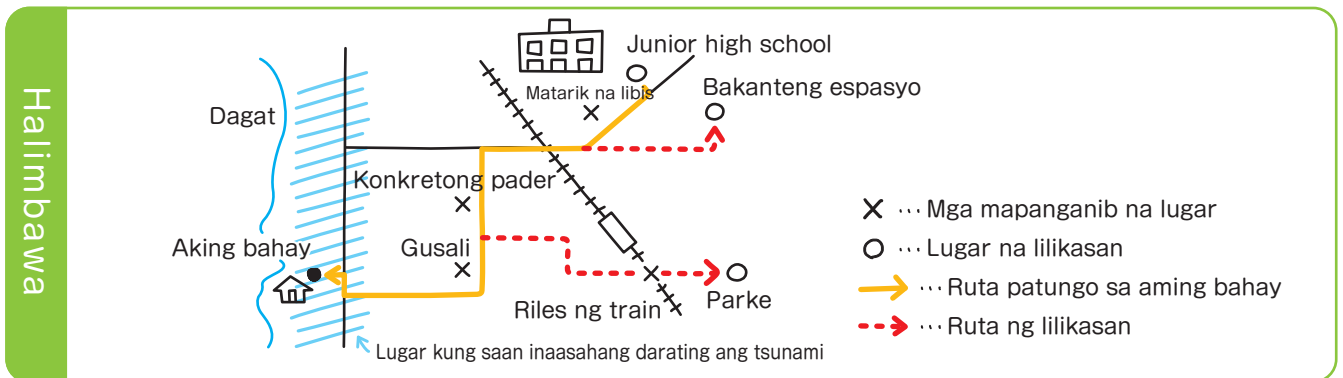 Halimbawa
Junior high school
Matarik na libis
Bakanteng espasyo
Dagat
Konkretong pader
Aking bahay
Gusali
Riles ng train
Parke
Lugar kung saan inaasahang darating ang tsunami
× ··· Mga mapanganib na lugar
○ ··· Lugar na lilikasan
··· Ruta patungo sa aming bahay
··· Ruta ng lilikasan